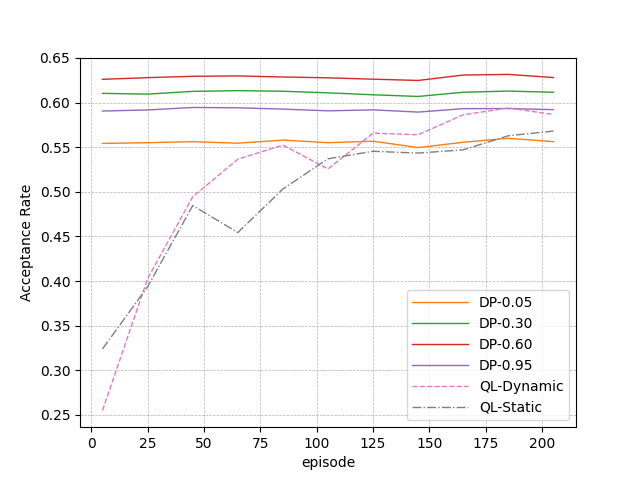 0.65
0.60
0.55
0.50
0.45
0.40
0.35
0.30
0.25
Acceptance Rate
DP-0.05
DP-0.30
DP-0.60
DP-0.95
QL-Dynamic
QL-Static
0 25 50 75 100 125 150 175 200
episode